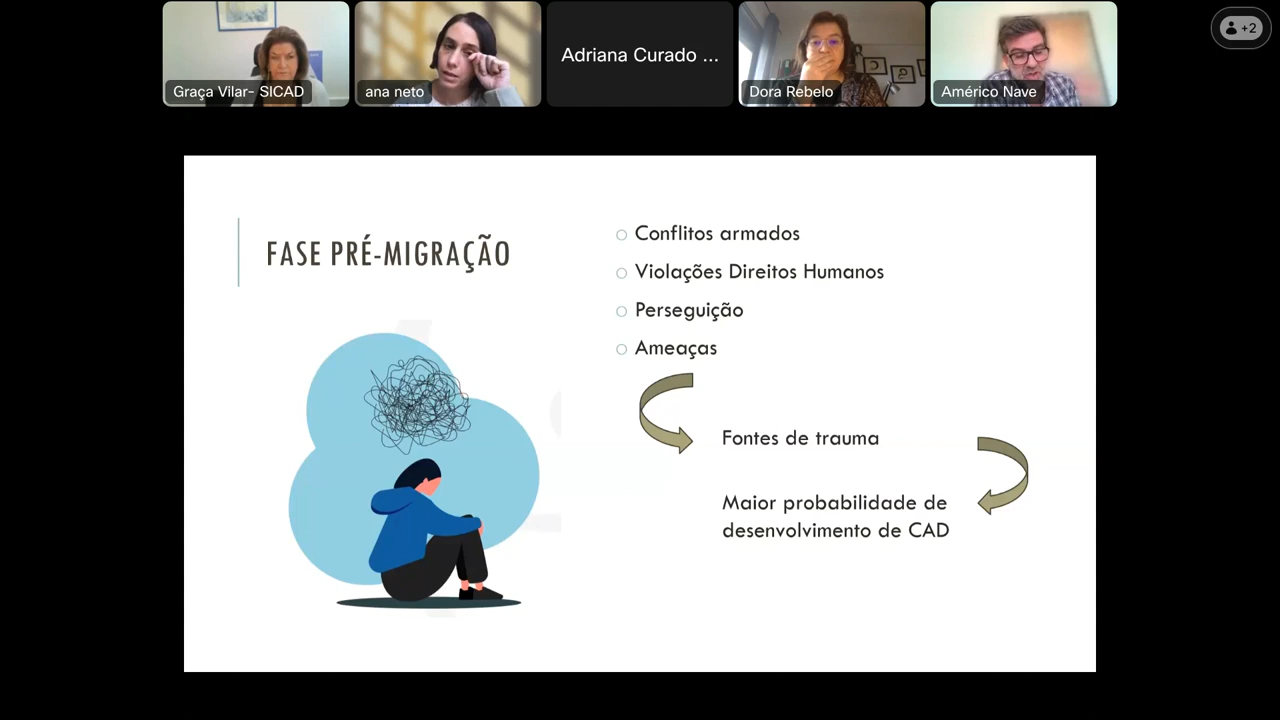 Graça Vilar- SICAD
ana neto
Adriana Curado ...
Dora Rebelo
Américo Nave
+2
FASE PRÉ-MIGRAÇÃO
Conflitos armados
Violações Direitos Humanos
Perseguição
Ameaças
Fontes de trauma
Maior probabilidade de
desenvolvimento de CAD